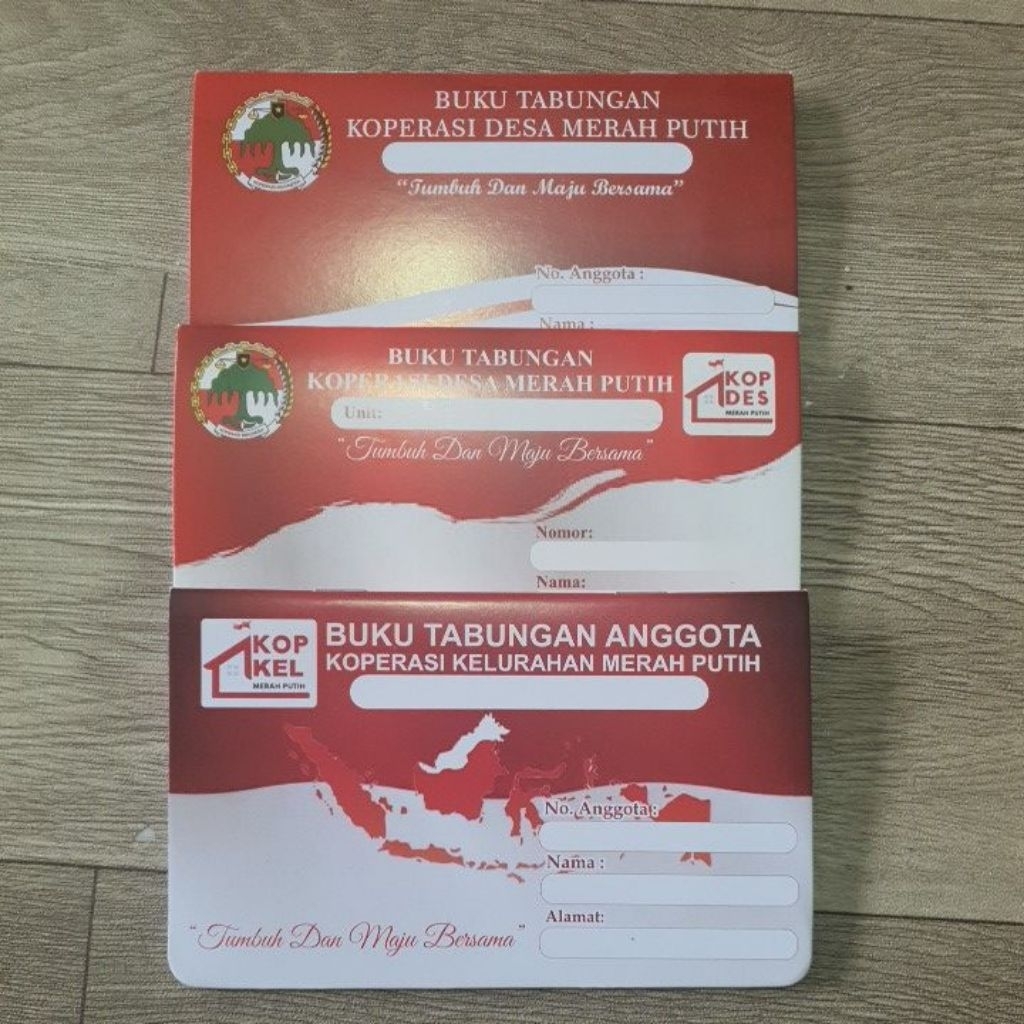 BUKU TABUNGAN
KOPERASI DESA MERAH PUTIH
“Tumbuh Dan Maju Bersama”
No. Anggota :
Nama :
BUKU TABUNGAN
KOPERASI DESA MERAH PUTIH
Unit:
“Tumbuh Dan Maju Bersama”
KOP
DES
MERAH PUTIH
Nomor:
Nama:
KOP
KEL
MERAH PUTIH
BUKU TABUNGAN ANGGOTA
KOPERASI KELURAHAN MERAH PUTIH
No. Anggota :
Nama :
Alamat:
“Tumbuh Dan Maju Bersama”